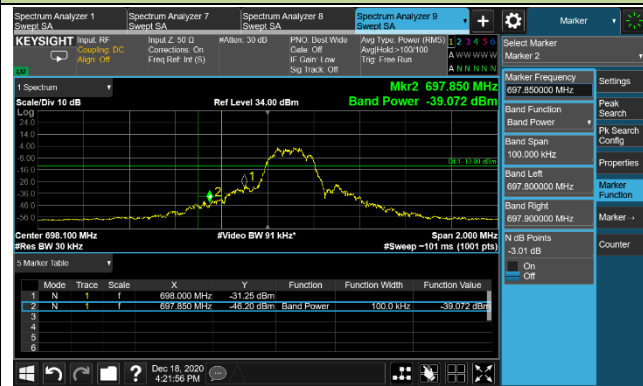 Spectrum Analyzer 1
Swept SA
Spectrum Analyzer 7
Swept SA
Spectrum Analyzer 8
Swept SA
Spectrum Analyzer 9
Swept SA
+
Marker
KEYSIGHT
Input: RF
Coupling: DC
Align: Off
Input Z: 50 Ω
Corrections: On
Freq Ref: Int (S)
#Atten: 30 dB
PNO: Best Wide
Gate: Off
IF Gain: Low
Sig Track: Off
Avg Type: Power (RMS)
Avg|Hold:>100/100
Trig: Free Run
1 2 3 4 5 6
A W W W W W
A N N N N N
LXI
Select Marker
Marker 2
1 Spectrum
Scale/Div 10 dB
Ref Level 34.00 dBm
Mkr2 697.850 MHz
Band Power -39.072 dBm
Log
24.0
14.0
4.00
-6.00
-16.0
-26.0
-36.0
-46.0
-56.0
DL1 -13.00 dBm
1
2
Center 698.100 MHz
#Res BW 30 kHz
#Video BW 91 kHz*
Span 2.000 MHz
#Sweep ~101 ms (1001 pts)
5 Marker Table
Mode Trace Scale X Y Function Function Width Function Value
1 N 1 f 698.000 MHz -31.25 dBm
2 N 1 f 697.850 MHz -46.20 dBm Band Power 100.0 kHz -39.072 dBm
3
4
5
6
Marker Frequency
697.850000 MHz
Band Function
Band Power
Band Span
100.000 kHz
Band Left
697.800000 MHz
Band Right
697.900000 MHz
N dB Points
-3.01 dB
On
Off
Settings
Peak
Search
Pk Search
Config
Properties
Marker
Function
Marker→
Counter
?
Dec 18, 2020
4:21:56 PM